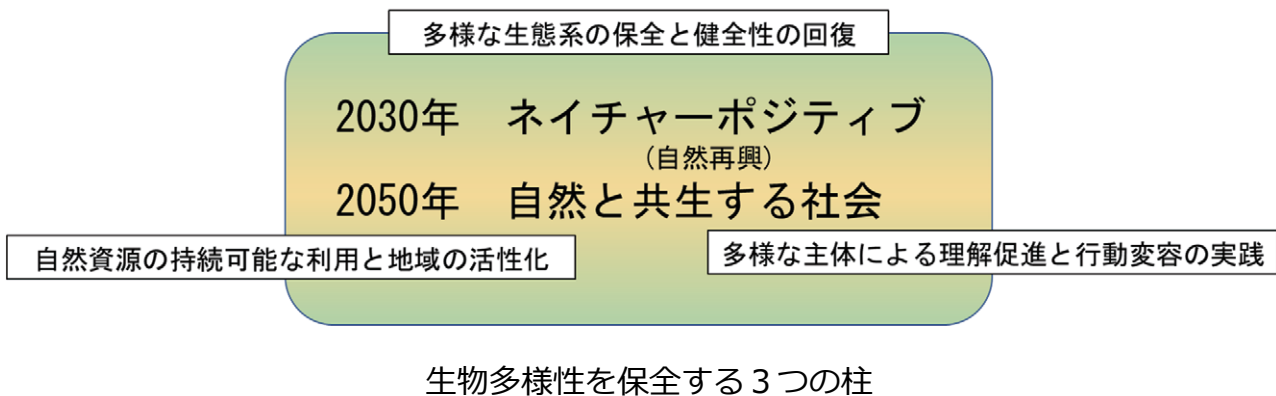 多様な生態系の保全と健全性の回復
2030年　ネイチャーポジティブ
(自然再興)
2050年　自然と共生する社会
自然資源の持続可能な利用と地域の活性化
多様な主体による理解促進と行動変容の実践
生物多様性を保全する３つの柱